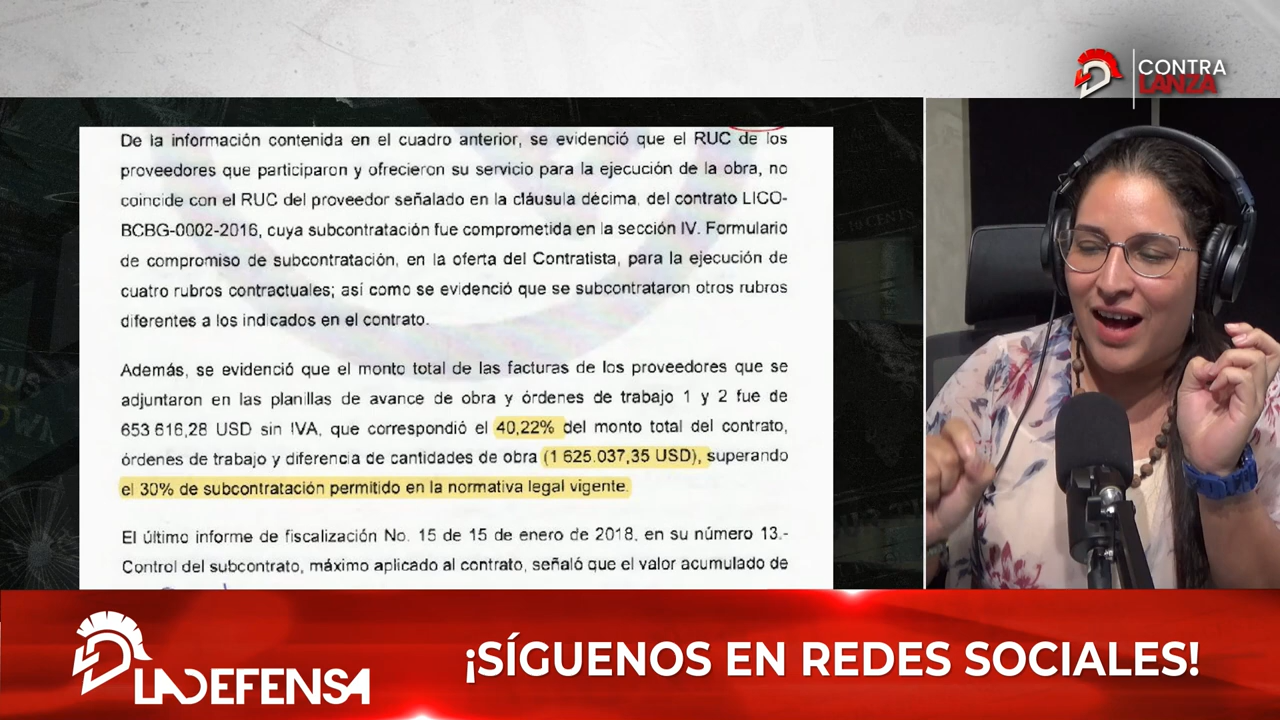 CONTRA
LANZA
De la información contenida en el cuadro anterior, se evidenció que el RUC de los
proveedores que participaron y ofrecieron su servicio para la ejecución de la obra, no
coincide con el RUC del proveedor señalado en la cláusula décima, del contrato LICO-
BCBG-0002-2016, cuya subcontratación fue comprometida en la sección IV. Formulario
de compromiso de subcontratación, en la oferta del Contratista, para la ejecución de
cuatro rubros contractuales; así como se evidenció que se subcontrataron otros rubros
diferentes a los indicados en el contrato.
Además, se evidenció que el monto total de las facturas de los proveedores que se
adjuntaron en las planillas de avance de obra y órdenes de trabajo 1 y 2 fue de
653 616,28 USD sin IVA, que correspondió el 40,22% del monto total del contrato,
órdenes de trabajo y diferencia de cantidades de obra (1 625.037,35 USD), superando
el 30% de subcontratación permitido en la normativa legal vigente.
El último informe de fiscalización No. 15 de 15 de enero de 2018, en su número 13.-
Control del subcontrato, máximo aplicado al contrato, señaló que el valor acumulado de
LADEFENSA
¡SÍGUENOS EN REDES SOCIALES!